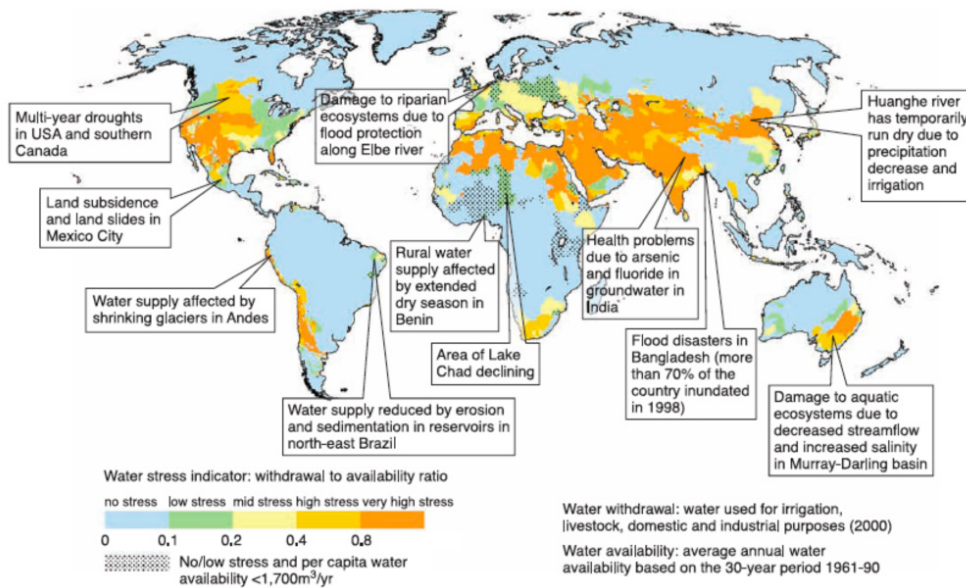 Multi-year droughts
in USA and southern
Canada
Damage to riparian
ecosystems due to
flood protection
along Elbe river
Huanghe river
has temporarily
run dry due to
precipitation
decrease and
irrigation
Land subsidence
and land slides in
Mexico City
Water supply affected by
shrinking glaciers in Andes
Rural water
supply affected
by extended
dry season in
Benin
Health problems
due to arsenic
and fluoride in
groundwater in
India
Area of Lake
Chad declining
Flood disasters in
Bangladesh (more
than 70% of the
country inundated
in 1998)
Water supply reduced by erosion
and sedimentation in reservoirs in
north-east Brazil
Damage to aquatic
ecosystems due to
decreased streamflow
and increased salinity
in Murray-Darling basin
Water stress indicator: withdrawal to availability ratio
no stress low stress mid stress high stress very high stress
0 0.1 0.2 0.4 0.8
No/low stress and per capita water
availability <1,700m³/yr
Water withdrawal: water used for irrigation,
livestock, domestic and industrial purposes (2000)
Water availability: average annual water
availability based on the 30-year period 1961-90